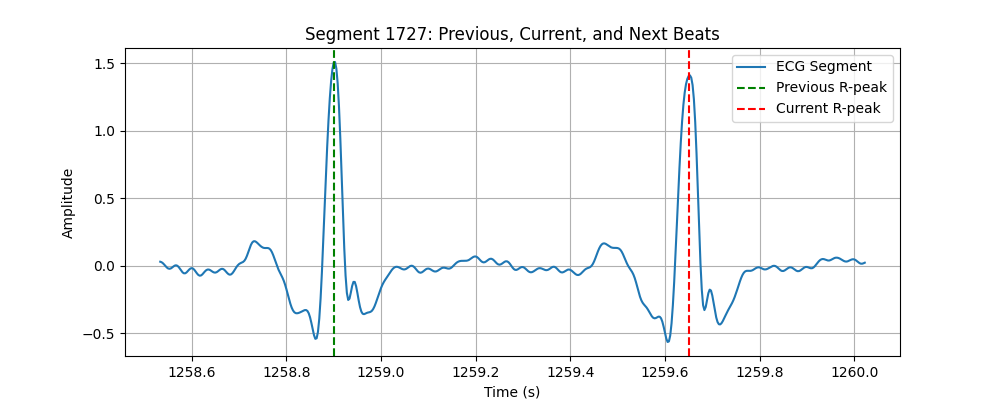 Segment 1727: Previous, Current, and Next Beats
1.5
1.0
0.5
0.0
−0.5
Amplitude
ECG Segment
Previous R-peak
Current R-peak
1258.6 1258.8 1259.0 1259.2 1259.4 1259.6 1259.8 1260.0
Time (s)